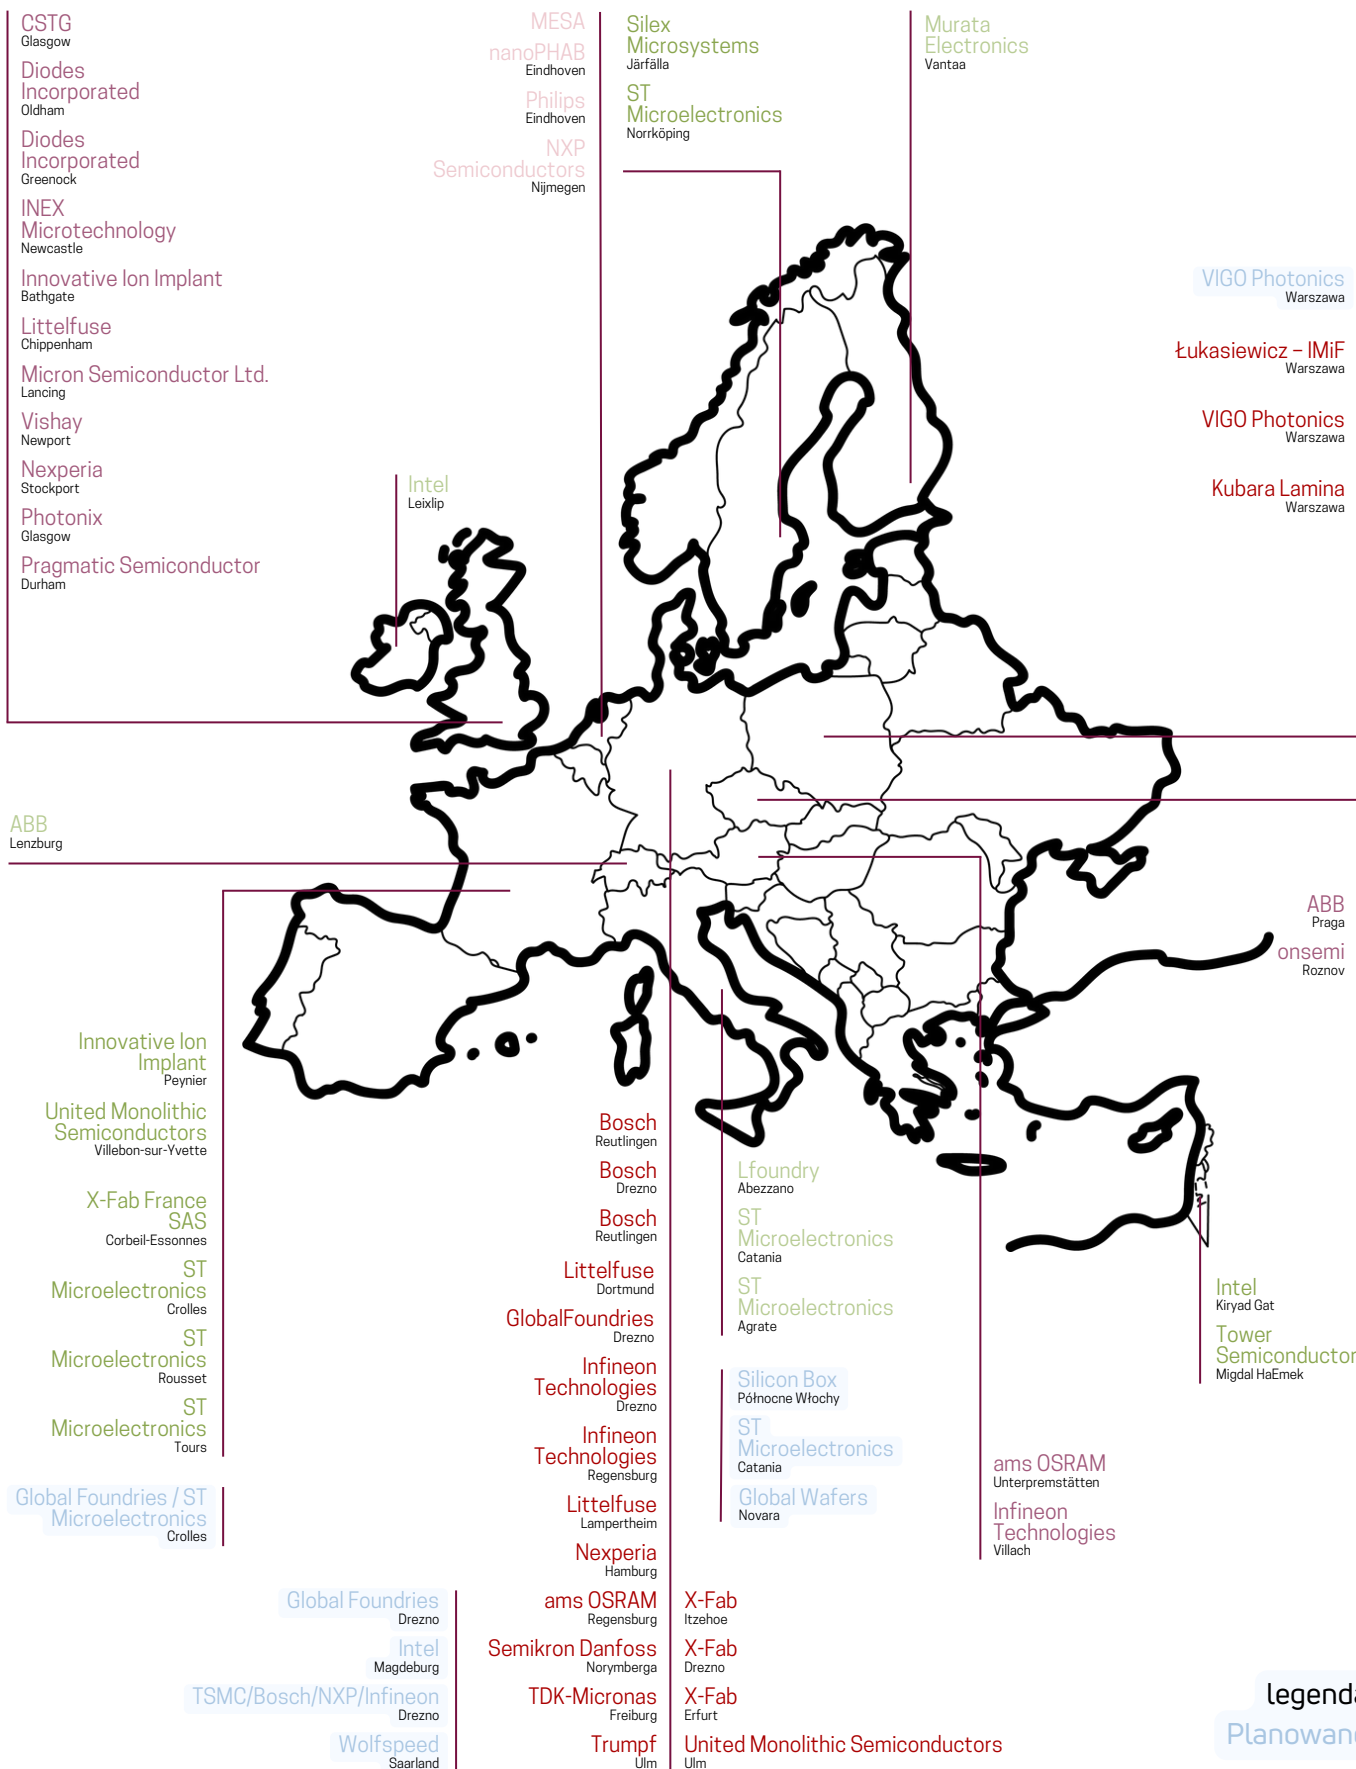 CSTG
Glasgow
Diodes
Incorporated
Oldham
Diodes
Incorporated
Greenock
INEX
Microtechnology
Newcastle
Innovative Ion Implant
Bathgate
Littelfuse
Chippenham
Micron Semiconductor Ltd.
Lancing
Vishay
Newport
Nexperia
Stockport
Photonix
Glasgow
Pragmatic Semiconductor
Durham
MESA
nanoPHAB
Eindhoven
Philips
Eindhoven
NXP
Semiconductors
Nijmegen
Silex
Microsystems
Järfälla
ST
Microelectronics
Norrköping
Murata
Electronics
Vantaa
VIGO Photonics
Warszawa
Łukasiewicz – IMiF
Warszawa
VIGO Photonics
Warszawa
Kubara Lamina
Warszawa
Intel
Leixlip
ABB
Lenzburg
ABB
Praga
onsemi
Roznov
Innovative Ion
Implant
Peynier
United Monolithic
Semiconductors
Villebon-sur-Yvette
X-Fab France
SAS
Corbeil-Essonnes
ST
Microelectronics
Crolles
ST
Microelectronics
Rousset
ST
Microelectronics
Tours
Global Foundries / ST
Microelectronics
Crolles
Bosch
Reutlingen
Bosch
Drezno
Bosch
Reutlingen
Littelfuse
Dortmund
GlobalFoundries
Drezno
Infineon
Technologies
Drezno
Infineon
Technologies
Regensburg
Littelfuse
Lampertheim
Nexperia
Hamburg
ams OSRAM
Regensburg
Semikron Danfoss
Norymberga
TDK-Micronas
Freiburg
Trumpf
Ulm
X-Fab
Itzehoe
X-Fab
Drezno
X-Fab
Erfurt
United Monolithic Semiconductors
Ulm
Lfoundry
Abezzano
ST
Microelectronics
Catania
ST
Microelectronics
Agrate
Silicon Box
Północne Włochy
ST
Microelectronics
Catania
Global Wafers
Novara
ams OSRAM
Unterpremstätten
Infineon
Technologies
Villach
Intel
Kiryad Gat
Tower
Semiconductor
Migdal HaEmek
Global Foundries
Drezno
Intel
Magdeburg
TSMC/Bosch/NXP/Infineon
Drezno
Wolfspeed
Saarland
legenda
Planowane